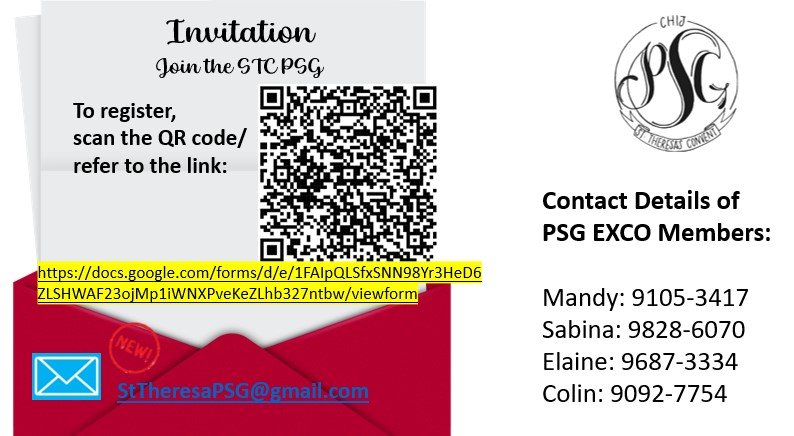 Invitation
Join the STC PSG
To register,
scan the QR code/
refer to the link:
https://docs.google.com/forms/d/e/1FAIpQLSfxSNN98Yr3HeD6
ZLSHWAF23ojMp1iWNXPveKeZLhb327ntbw/viewform
NEW!
StTheresaPSG@gmail.com
CHIJ
PSG
ST. THERESA'S CONVENT
Contact Details of
PSG EXCO Members:
Mandy: 9105-3417
Sabina: 9828-6070
Elaine: 9687-3334
Colin: 9092-7754